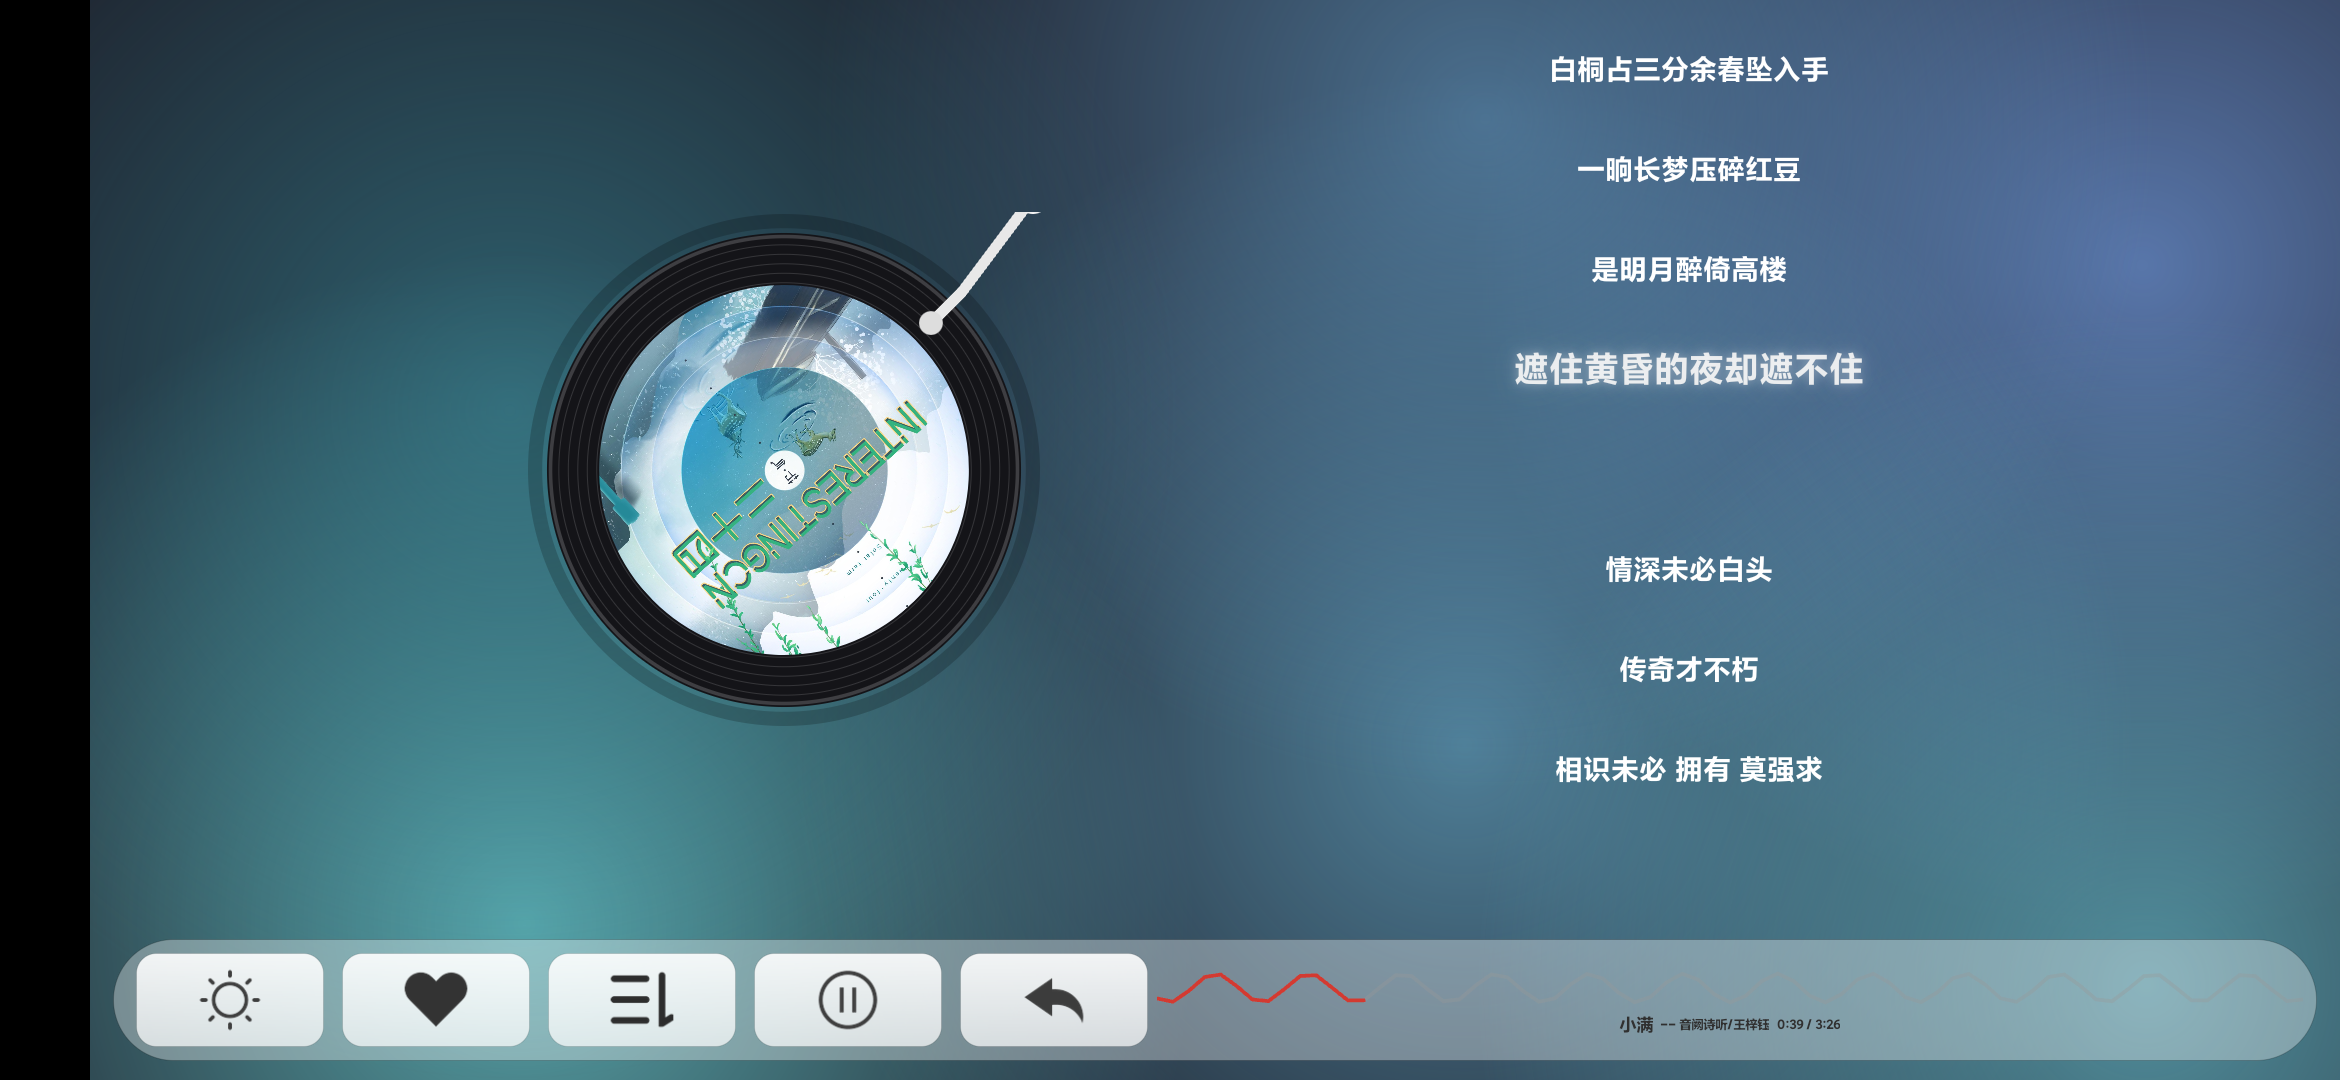 白桐占三分余春坠入手
一晌长梦压碎红豆
是明月醉倚高楼
遮住黄昏的夜却遮不住
情深未必白头
传奇才不朽
相识未必 拥有 莫强求
INTERESTINGCN
二十四
节气
小满 -- 音阙诗听/王梓钰 0:39 / 3:26